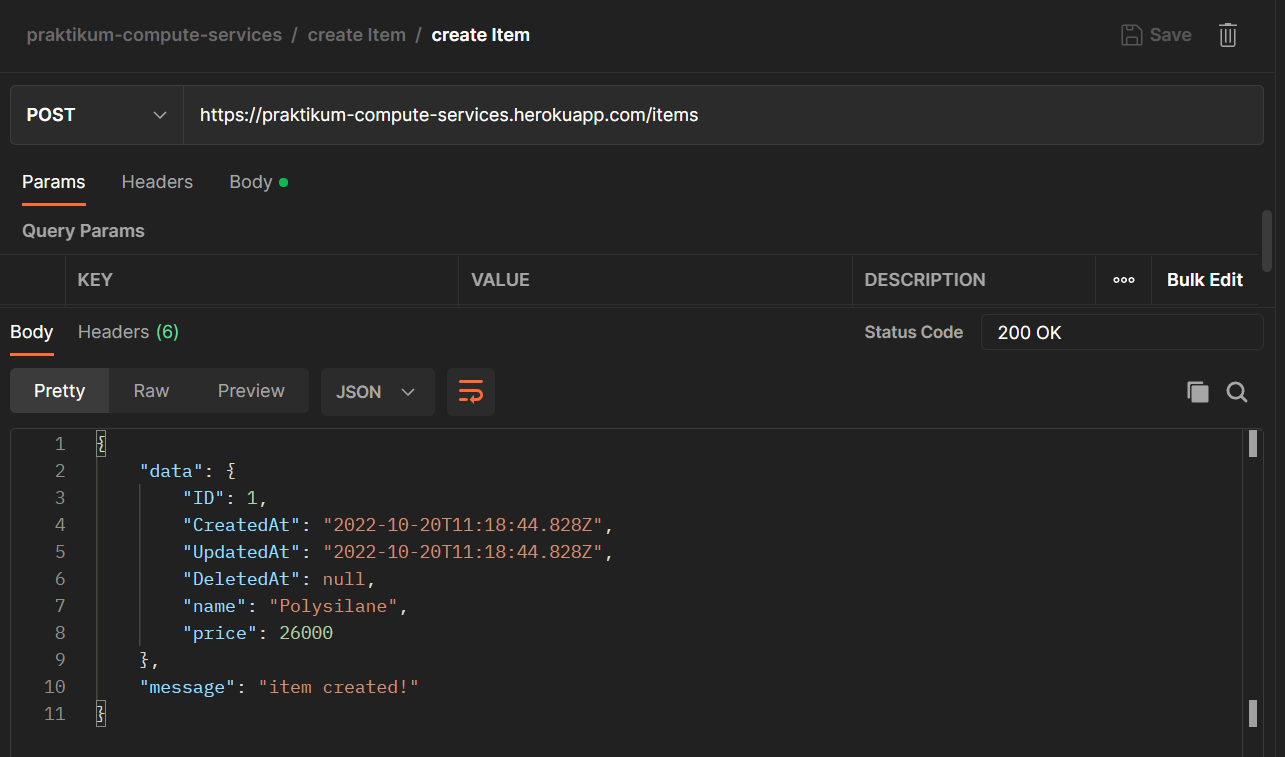 praktikum-compute-services / create Item / create Item Save
POST https://praktikum-compute-services.herokuapp.com/items
Params Headers Body
Query Params
KEY VALUE DESCRIPTION Bulk Edit
Body Headers (6) Status Code 200 OK
Pretty Raw Preview JSON
1 {
2 "data": {
3 "ID": 1,
4 "CreatedAt": "2022-10-20T11:18:44.828Z",
5 "UpdatedAt": "2022-10-20T11:18:44.828Z",
6 "DeletedAt": null,
7 "name": "Polysilane",
8 "price": 26000
9 },
10 "message": "item created!"
11 }